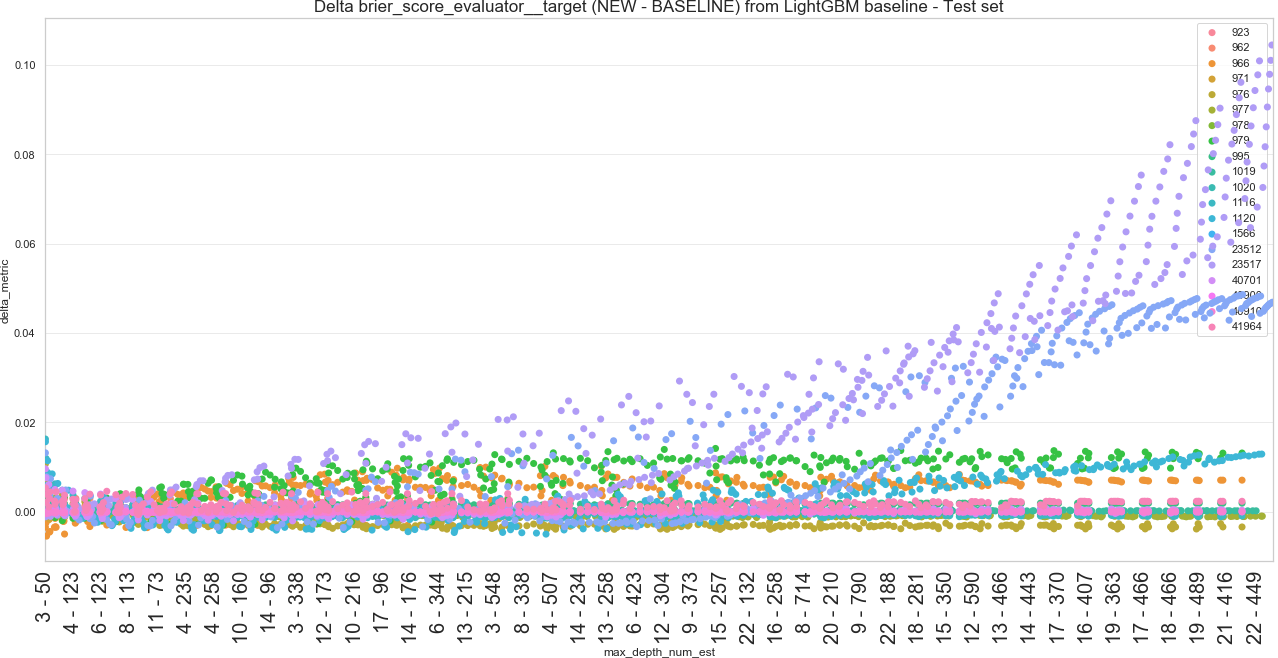 Delta brier_score_evaluator__target (NEW - BASELINE) from LightGBM baseline - Test set
delta_metric
0.10
0.08
0.06
0.04
0.02
0.00
923
962
966
971
976
977
978
979
995
1019
1020
1116
1120
1566
23512
23517
40701
41964
3 - 50
4 - 123
6 - 123
8 - 113
11 - 73
4 - 235
4 - 258
10 - 160
14 - 96
3 - 338
12 - 173
10 - 216
17 - 96
14 - 176
6 - 344
13 - 215
3 - 548
8 - 338
4 - 507
12 - 234
13 - 258
6 - 423
12 - 304
9 - 373
15 - 257
22 - 132
16 - 258
8 - 714
20 - 210
9 - 790
22 - 188
18 - 281
15 - 350
12 - 590
13 - 466
14 - 443
17 - 370
16 - 407
19 - 363
17 - 466
18 - 466
19 - 489
21 - 416
22 - 449
max_depth_num_est